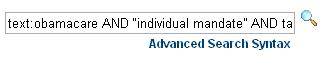 text:obamacare AND "individual mandate" AND ta
Advanced Search Syntax